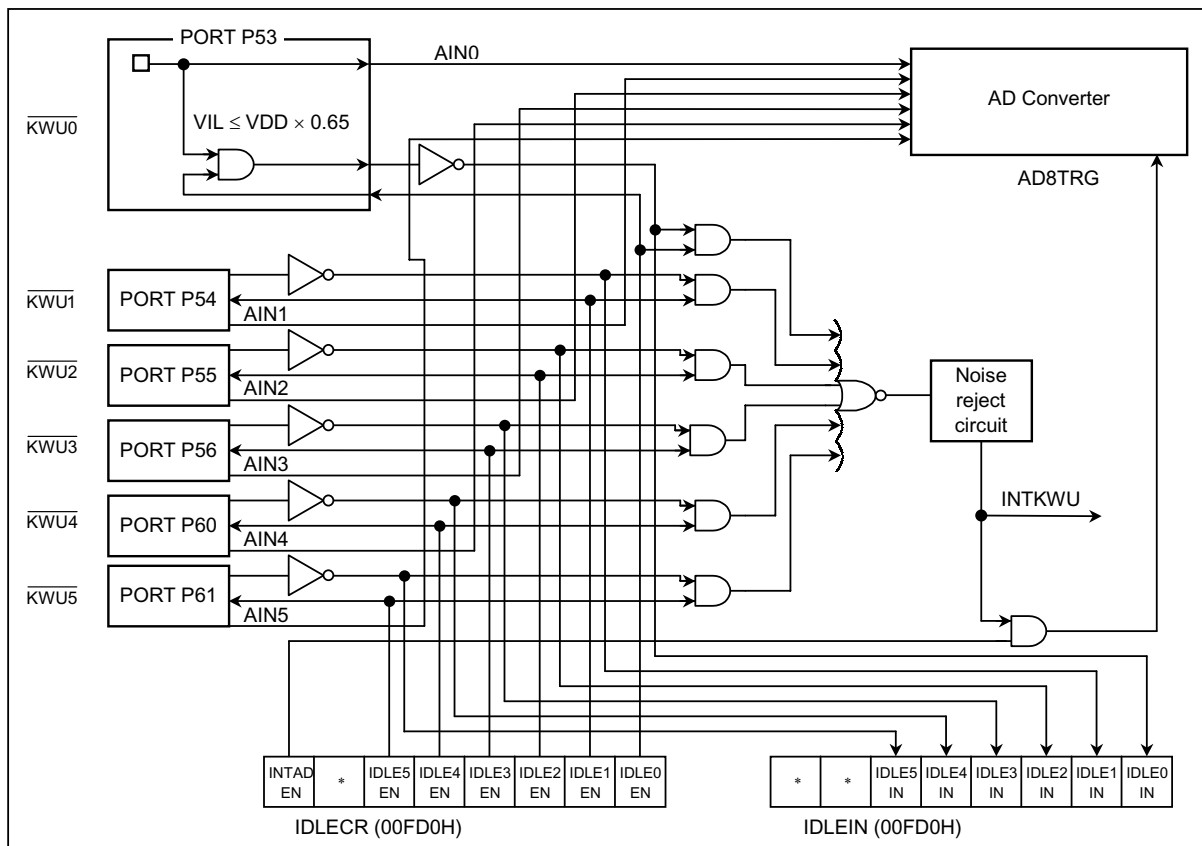 PORT P53
AIN0
AD Converter
VIL ≤ VDD × 0.65
KWU0
AD8TRG
KWU1
PORT P54
AIN1
KWU2
PORT P55
AIN2
Noise
reject
circuit
KWU3
PORT P56
AIN3
KWU4
PORT P60
AIN4
INTKWU
KWU5
PORT P61
AIN5
INTAD EN
*
IDLE5 EN
IDLE4 EN
IDLE3 EN
IDLE2 EN
IDLE1 EN
IDLE0 EN
*
*
IDLE5 IN
IDLE4 IN
IDLE3 IN
IDLE2 IN
IDLE1 IN
IDLE0 IN
IDLECR (00FD0H)
IDLEIN (00FD0H)